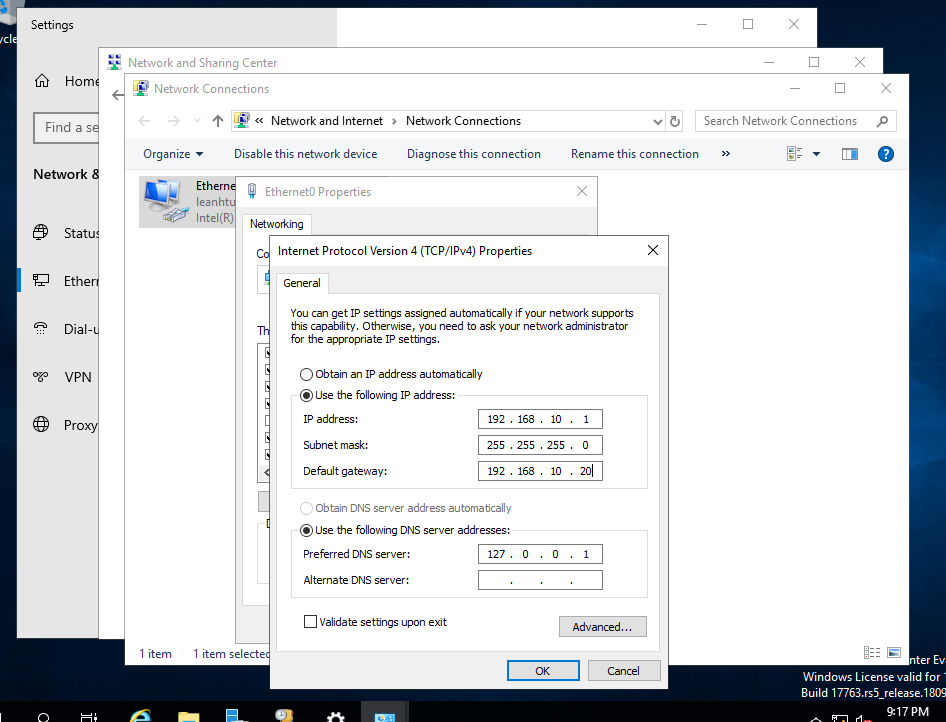 Settings
Network and Sharing Center
Home
Network Connections
Find a se
« Network and Internet › Network Connections
Search Network Connections
Organize
Disable this network device
Diagnose this connection
Rename this connection
»
Network &
Etherne
leanhtu
Intel(R)
Ethernet0 Properties
Networking
Status
Co
Internet Protocol Version 4 (TCP/IPv4) Properties
General
Ethern
You can get IP settings assigned automatically if your network supports
this capability. Otherwise, you need to ask your network administrator
for the appropriate IP settings.
Dial-u
Th
Obtain an IP address automatically
VPN
Use the following IP address:
IP address: 192 . 168 . 10 . 1
Proxy
Subnet mask: 255 . 255 . 255 . 0
Default gateway: 192 . 168 . 10 . 20
Obtain DNS server address automatically
Use the following DNS server addresses:
Preferred DNS server: 127 . 0 . 0 . 1
Alternate DNS server: . . .
Validate settings upon exit
Advanced...
1 item
1 item selected
OK
Cancel
nter Ev
Windows License valid for 1
Build 17763.rs5_release.1809
9:17 PM